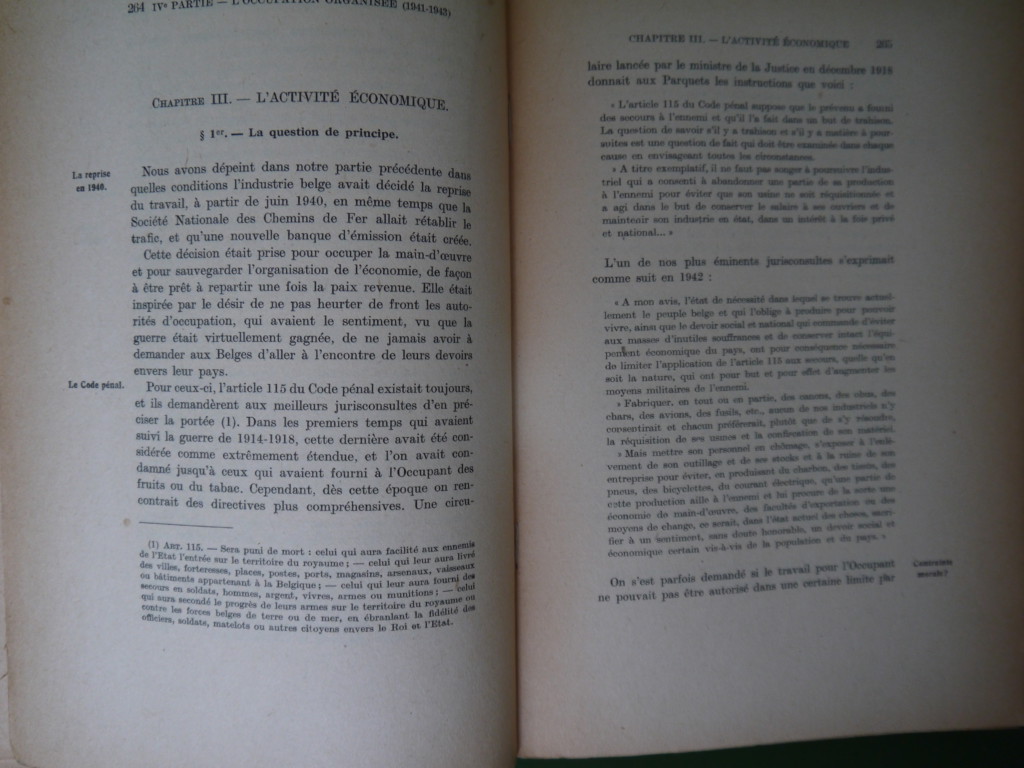 264 IVe PARTIE — L'OCCUPATION ORGANISÉE (1941-1943)
CHAPITRE III. — L'ACTIVITÉ ÉCONOMIQUE.
§ 1er. — La question de principe.
La reprise
en 1940.
Nous avons dépeint dans notre partie précédente dans
quelles conditions l'industrie belge avait décidé la reprise
du travail, à partir de juin 1940, en même temps que la
Société Nationale des Chemins de Fer allait rétablir le
trafic, et qu'une nouvelle banque d'émission était créée.
Cette décision était prise pour occuper la main-d'œuvre
et pour sauvegarder l'organisation de l'économie, de façon
à être prêt à repartir une fois la paix revenue. Elle était
inspirée par le désir de ne pas heurter de front les auto-
rités d'occupation, qui avaient le sentiment, vu que la
guerre était virtuellement gagnée, de ne jamais avoir à
demander aux Belges d'aller à l'encontre de leurs devoirs
envers leur pays.
Le Code pénal.
Pour ceux-ci, l'article 115 du Code pénal existait toujours,
et ils demandèrent aux meilleurs jurisconsultes d'en pré-
ciser la portée (1). Dans les premiers temps qui avaient
suivi la guerre de 1914-1918, cette dernière avait été con-
sidérée comme extrêmement étendue, et l'on avait con-
damné jusqu'à ceux qui avaient fourni à l'Occupant des
fruits ou du tabac. Cependant, dès cette époque on ren-
contrait des directives plus compréhensives. Une circu-
(1) ART. 115. — Sera puni de mort : celui qui aura facilité aux ennemis
de l'Etat l'entrée sur le territoire du royaume ; — celui qui leur aura livré
des villes, forteresses, places, postes, ports, magasins, arsenaux, vaisseaux
ou bâtiments appartenant à la Belgique ; — celui qui leur aura fourni des
secours en soldats, hommes, argent, vivres, armes ou munitions ; — celui
qui aura secondé le progrès de leurs armes sur le territoire du royaume ou
contre les forces belges de terre ou de mer, en ébranlant la fidélité des
officiers, soldats, matelots ou autres citoyens envers le Roi et l'Etat.
CHAPITRE III. — L'ACTIVITÉ ÉCONOMIQUE 265
laire lancée par le ministre de la Justice en décembre 1918
donnait aux Parquets les instructions que voici :
« L'article 115 du Code pénal suppose que le prévenu a fourni
des secours à l'ennemi et qu'il l'a fait dans un but de trahison.
La question de savoir s'il y a trahison et s'il y a matière à pour-
suites est une question de fait qui doit être examinée dans chaque
cause en envisageant toutes les circonstances.
» A titre exemplatif, il ne faut pas songer à poursuivre l'indus-
triel qui a consenti à abandonner une partie de sa production
à l'ennemi pour éviter que son usine ne soit réquisitionnée et
a agi dans le but de conserver le salaire à ses ouvriers et de
maintenir son industrie en état, dans un intérêt à la fois privé
et national... »
L'un de nos plus éminents jurisconsultes s'exprimait
comme suit en 1942 :
« A mon avis, l'état de nécessité dans lequel se trouve actuel-
lement le peuple belge et qui l'oblige à produire pour pouvoir
vivre, ainsi que le devoir social et national qui commande d'éviter
aux masses d'inutiles souffrances et de conserver intact l'équi-
pement économique du pays, ont pour conséquence nécessaire
de limiter l'application de l'article 115 aux secours, quelle qu'en
soit la nature, qui ont pour but et pour effet d'augmenter les
moyens militaires de l'ennemi.
» Fabriquer, en tout ou en partie, des canons, des obus, des
chars, des avions, des fusils, etc., aucun de nos industriels n'y
consentirait et chacun préférerait, plutôt que de s'y résoudre,
la réquisition de ses usines et la confiscation de son matériel.
» Mais mettre son personnel en chômage, s'exposer à l'enlè-
vement de son outillage et de ses stocks et à la ruine de son
entreprise pour éviter, en produisant du charbon, des tissus, des
pneus, des bicyclettes, du courant électrique, qu'une partie de
cette production aille à l'ennemi et lui procure de la sorte une
économie de main-d'œuvre, des facultés d'exportation ou des
moyens de change, ce serait, dans l'état actuel des choses, sacri-
fier à un sentiment, sans doute honorable, un devoir social et
économique certain vis-à-vis de la population et du pays. »
On s'est parfois demandé si le travail pour l'Occupant
ne pouvait pas être autorisé dans une certaine limite par
Contrainte
morale?